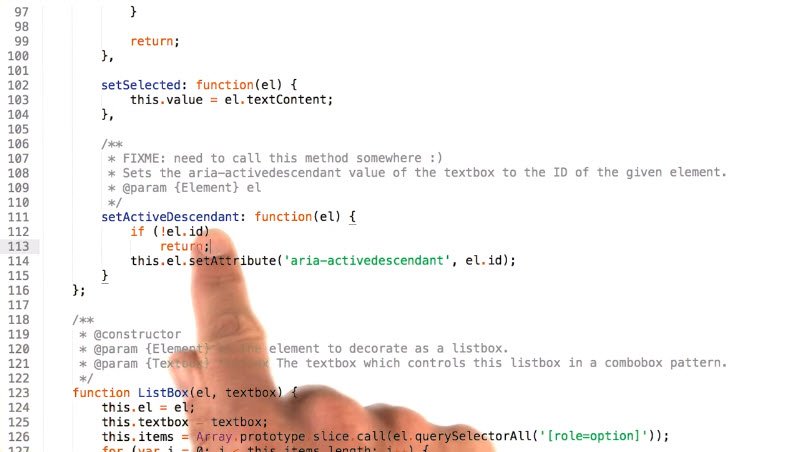 97 }
98
99 return;
100 },
101
102 setSelected: function(el) {
103 this.value = el.textContent;
104 },
105
106 /**
107 * FIXME: need to call this method somewhere :)
108 * Sets the aria-activedescendant value of the textbox to the ID of the given element.
109 * @param {Element} el
110 */
111 setActiveDescendant: function(el) {
112 if (!el.id)
113 return;
114 this.el.setAttribute('aria-activedescendant', el.id);
115 }
116 };
117
118 /**
119 * @constructor
120 * @param {Element} el The element to decorate as a listbox.
121 * @param {Textbox} textbox The textbox which controls this listbox in a combobox pattern.
122 */
123 function ListBox(el, textbox) {
124 this.el = el;
125 this.textbox = textbox;
126 this.items = Array.prototype.slice.call(el.querySelectorAll('[role=option]'));
127 for (var i = 0; i < this.items.length; i++) {